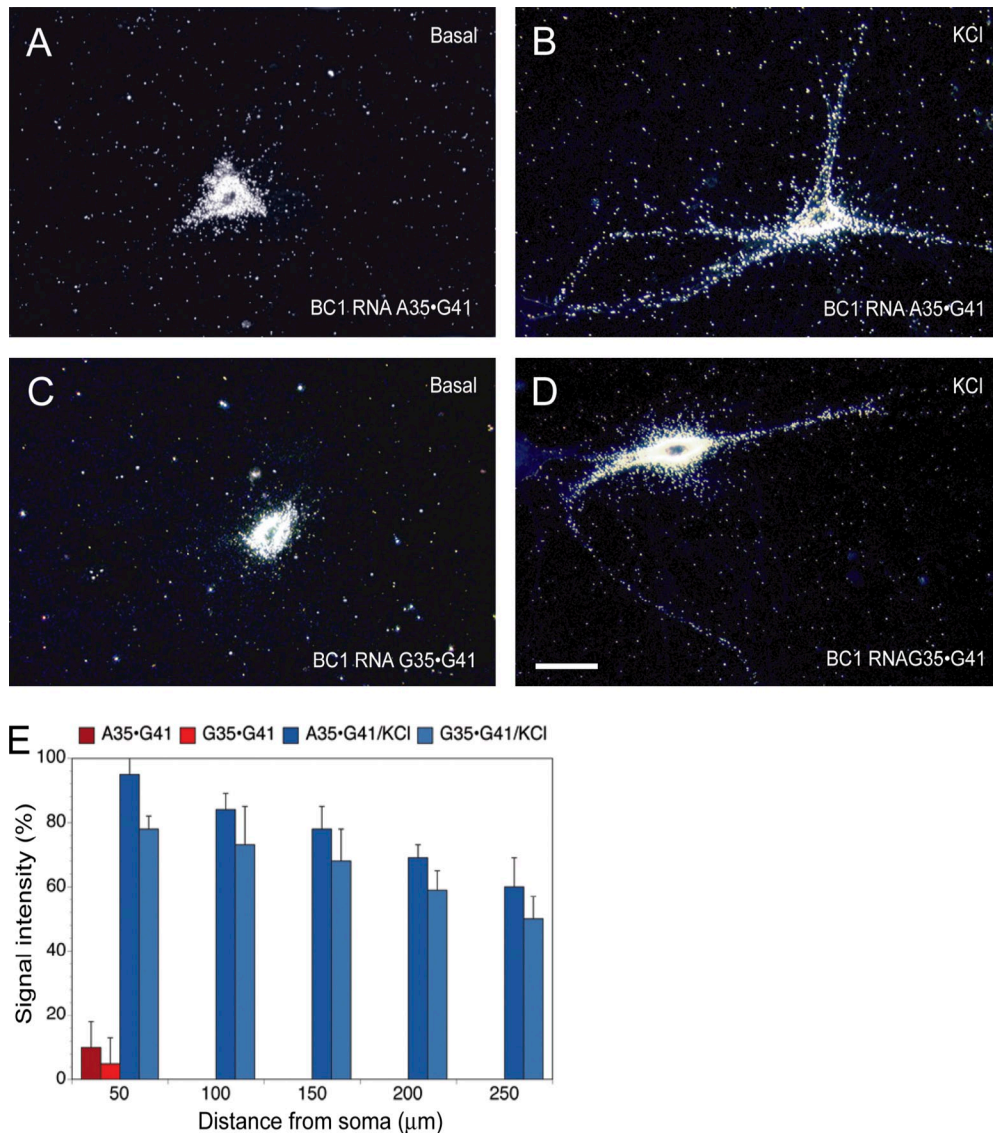 A
Basal
BC1 RNA A35•G41
B
KCl
BC1 RNA A35•G41
C
Basal
BC1 RNA G35•G41
D
KCl
BC1 RNAG35•G41
E
A35•G41 G35•G41 A35•G41/KCl G35•G41/KCl
Signal intensity (%)
100
80
60
40
20
0
50 100 150 200 250
Distance from soma (μm)